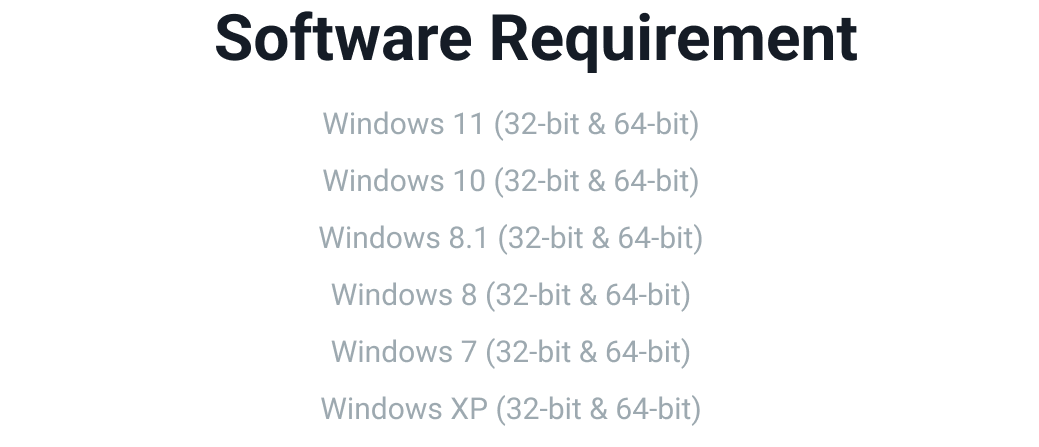 Software Requirement
Windows 11 (32-bit & 64-bit)
Windows 10 (32-bit & 64-bit)
Windows 8.1 (32-bit & 64-bit)
Windows 8 (32-bit & 64-bit)
Windows 7 (32-bit & 64-bit)
Windows XP (32-bit & 64-bit)